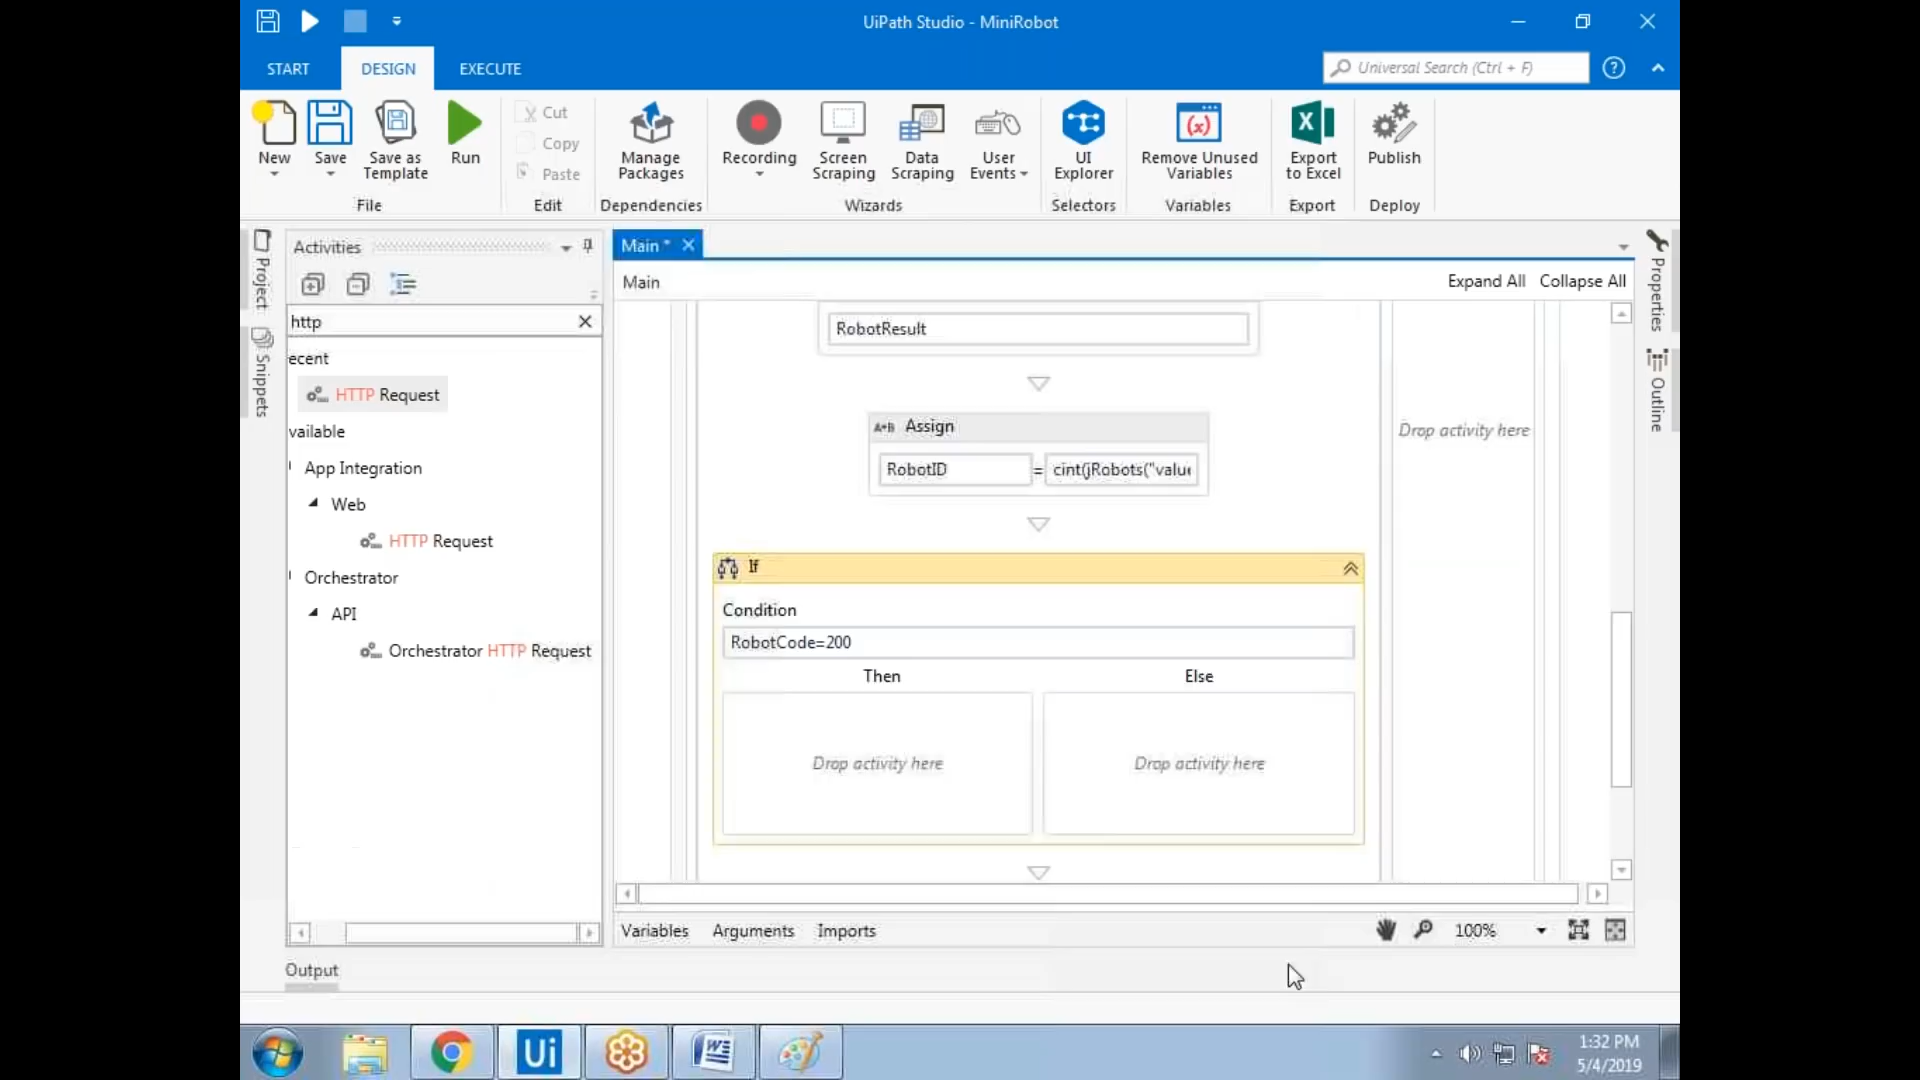 UiPath Studio - MiniRobot
START DESIGN EXECUTE
Universal Search (Ctrl + F)
New
Save
Save as
Template
Run
Cut
Copy
Paste
Manage
Packages
Recording
Screen
Scraping
Data
Scraping
User
Events
UI
Explorer
Remove Unused
Variables
Export
to Excel
Publish
File Edit Dependencies Wizards Selectors Variables Export Deploy
Project
Snippets
Activities
http
ecent
HTTP Request
vailable
App Integration
Web
HTTP Request
Orchestrator
API
Orchestrator HTTP Request
Main *
Main
Expand All Collapse All
RobotResult
A+B Assign
RobotID = cint(jRobots("value
If
Condition
RobotCode=200
Then Else
Drop activity here Drop activity here
Drop activity here
Properties
Outline
Variables Arguments Imports
100%
Output
Ui
1:32 PM
5/4/2019